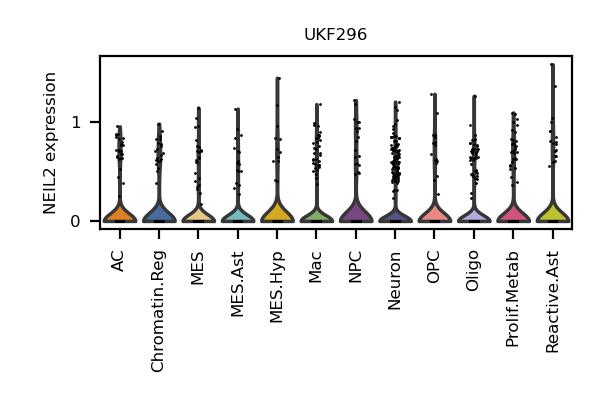 UKF296
NEIL2 expression
1
0
AC
Chromatin.Reg
MES
MES.Ast
MES.Hyp
Mac
NPC
Neuron
OPC
Oligo
Prolif.Metab
Reactive.Ast